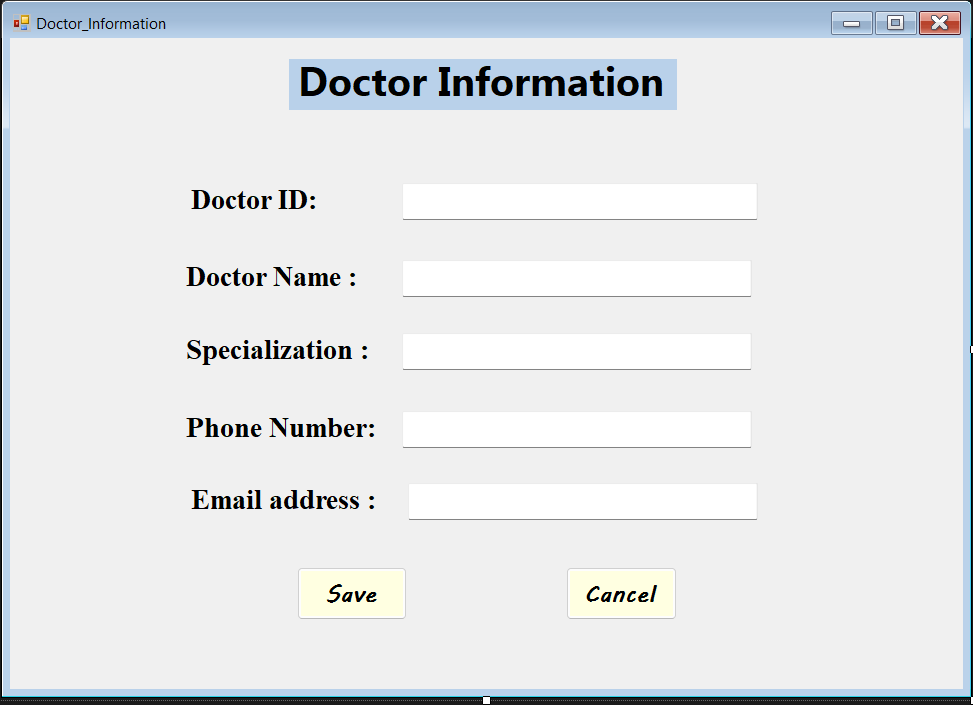 Doctor_Information
Doctor Information
Doctor ID:
Doctor Name :
Specialization :
Phone Number:
Email address :
Save Cancel